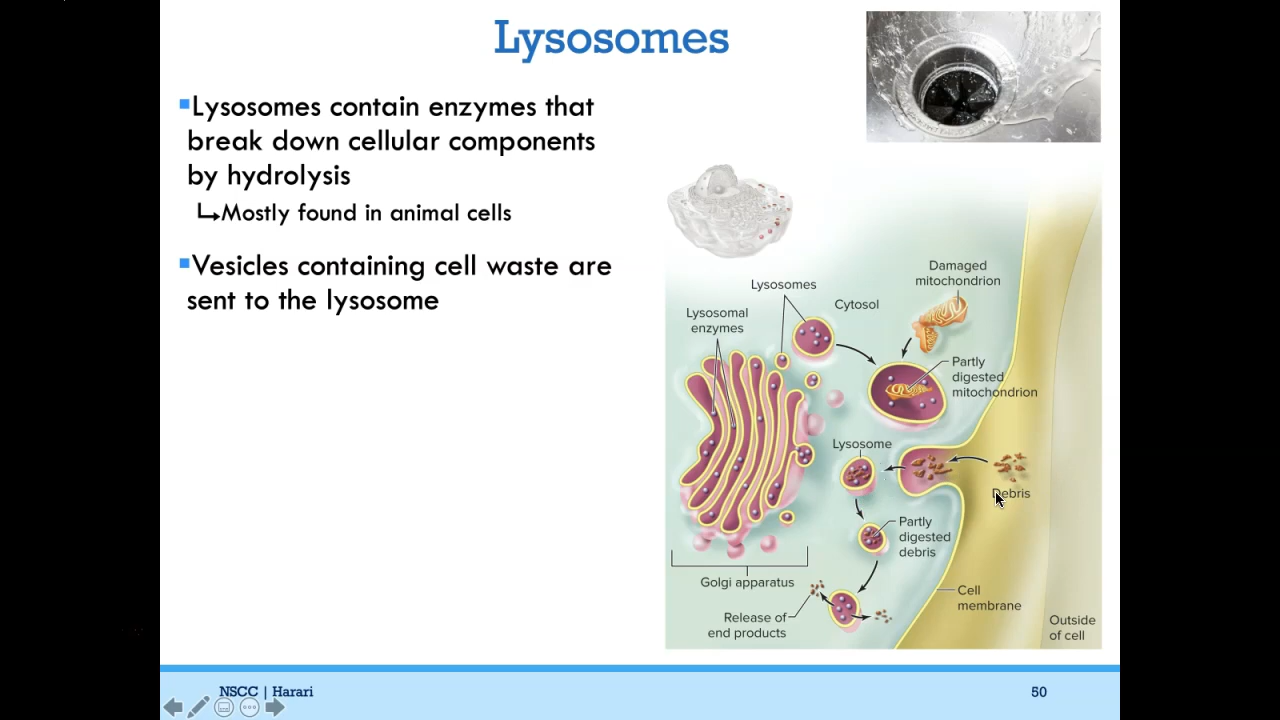 Lysosomes
Lysosomes contain enzymes that
break down cellular components
by hydrolysis
Mostly found in animal cells
Vesicles containing cell waste are
sent to the lysosome
Damaged
mitochondrion
Lysosomes
Cytosol
Lysosomal
enzymes
Partly
digested
mitochondrion
Lysosome
Debris
Partly
digested
debris
Golgi apparatus
Cell
membrane
Release of
end products
Outside
of cell
NSCC | Harari
50